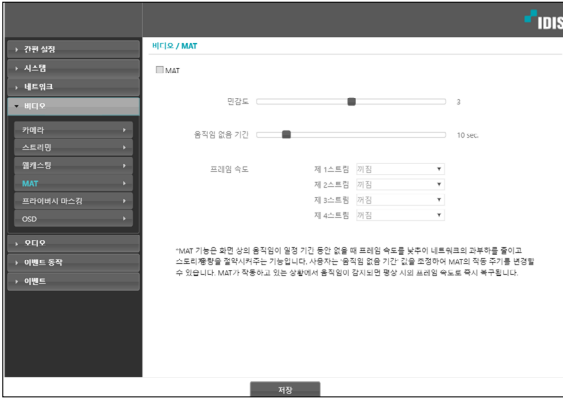 IDIS
비디오 / MAT
간편 설정
시스템
네트워크
비디오
카메라
스트리밍
웹캐스팅
MAT
프라이버시 마스킹
OSD
오디오
이벤트 동작
이벤트
MAT
민감도 3
움직임 없음 기간 10 sec.
프레임 속도 제 1스트림 꺼짐
제 2스트림 꺼짐
제 3스트림 꺼짐
제 4스트림 꺼짐
*MAT 기능은 화면 상의 움직임이 일정 기간 동안 없을 때 프레임 속도를 낮추어 네트워크의 과부하를 줄이고
스토리지 용량을 절약시켜주는 기능입니다. 사용자는 '움직임 없음 기간' 값을 조정하여 MAT의 작동 주기를 변경될
수 있습니다. MAT가 작동하고 있는 상황에서 움직임이 감지되면 평상 시의 프레임 속도로 즉시 복구됩니다.
저장